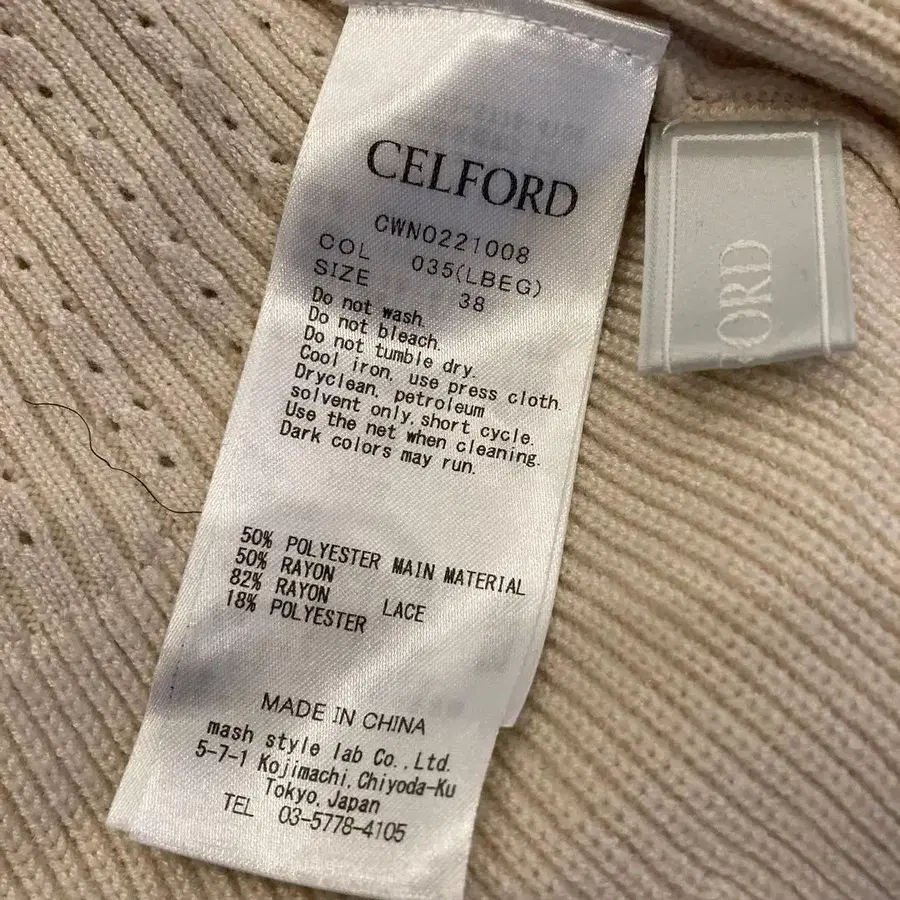 CELFORD
CWNO221008
COL 035(LBEG)
SIZE 38
Do not wash.
Do not bleach.
Do not tumble dry.
Cool iron, use press cloth.
Dryclean, petroleum
solvent only, short cycle.
Use the net when cleaning.
Dark colors may run.
50% POLYESTER MAIN MATERIAL
50% RAYON
82% RAYON LACE
18% POLYESTER
MADE IN CHINA
mash style lab Co., Ltd.
5-7-1 Kojimachi, Chiyoda-Ku
Tokyo, Japan
TEL 03-5778-4105
ORD